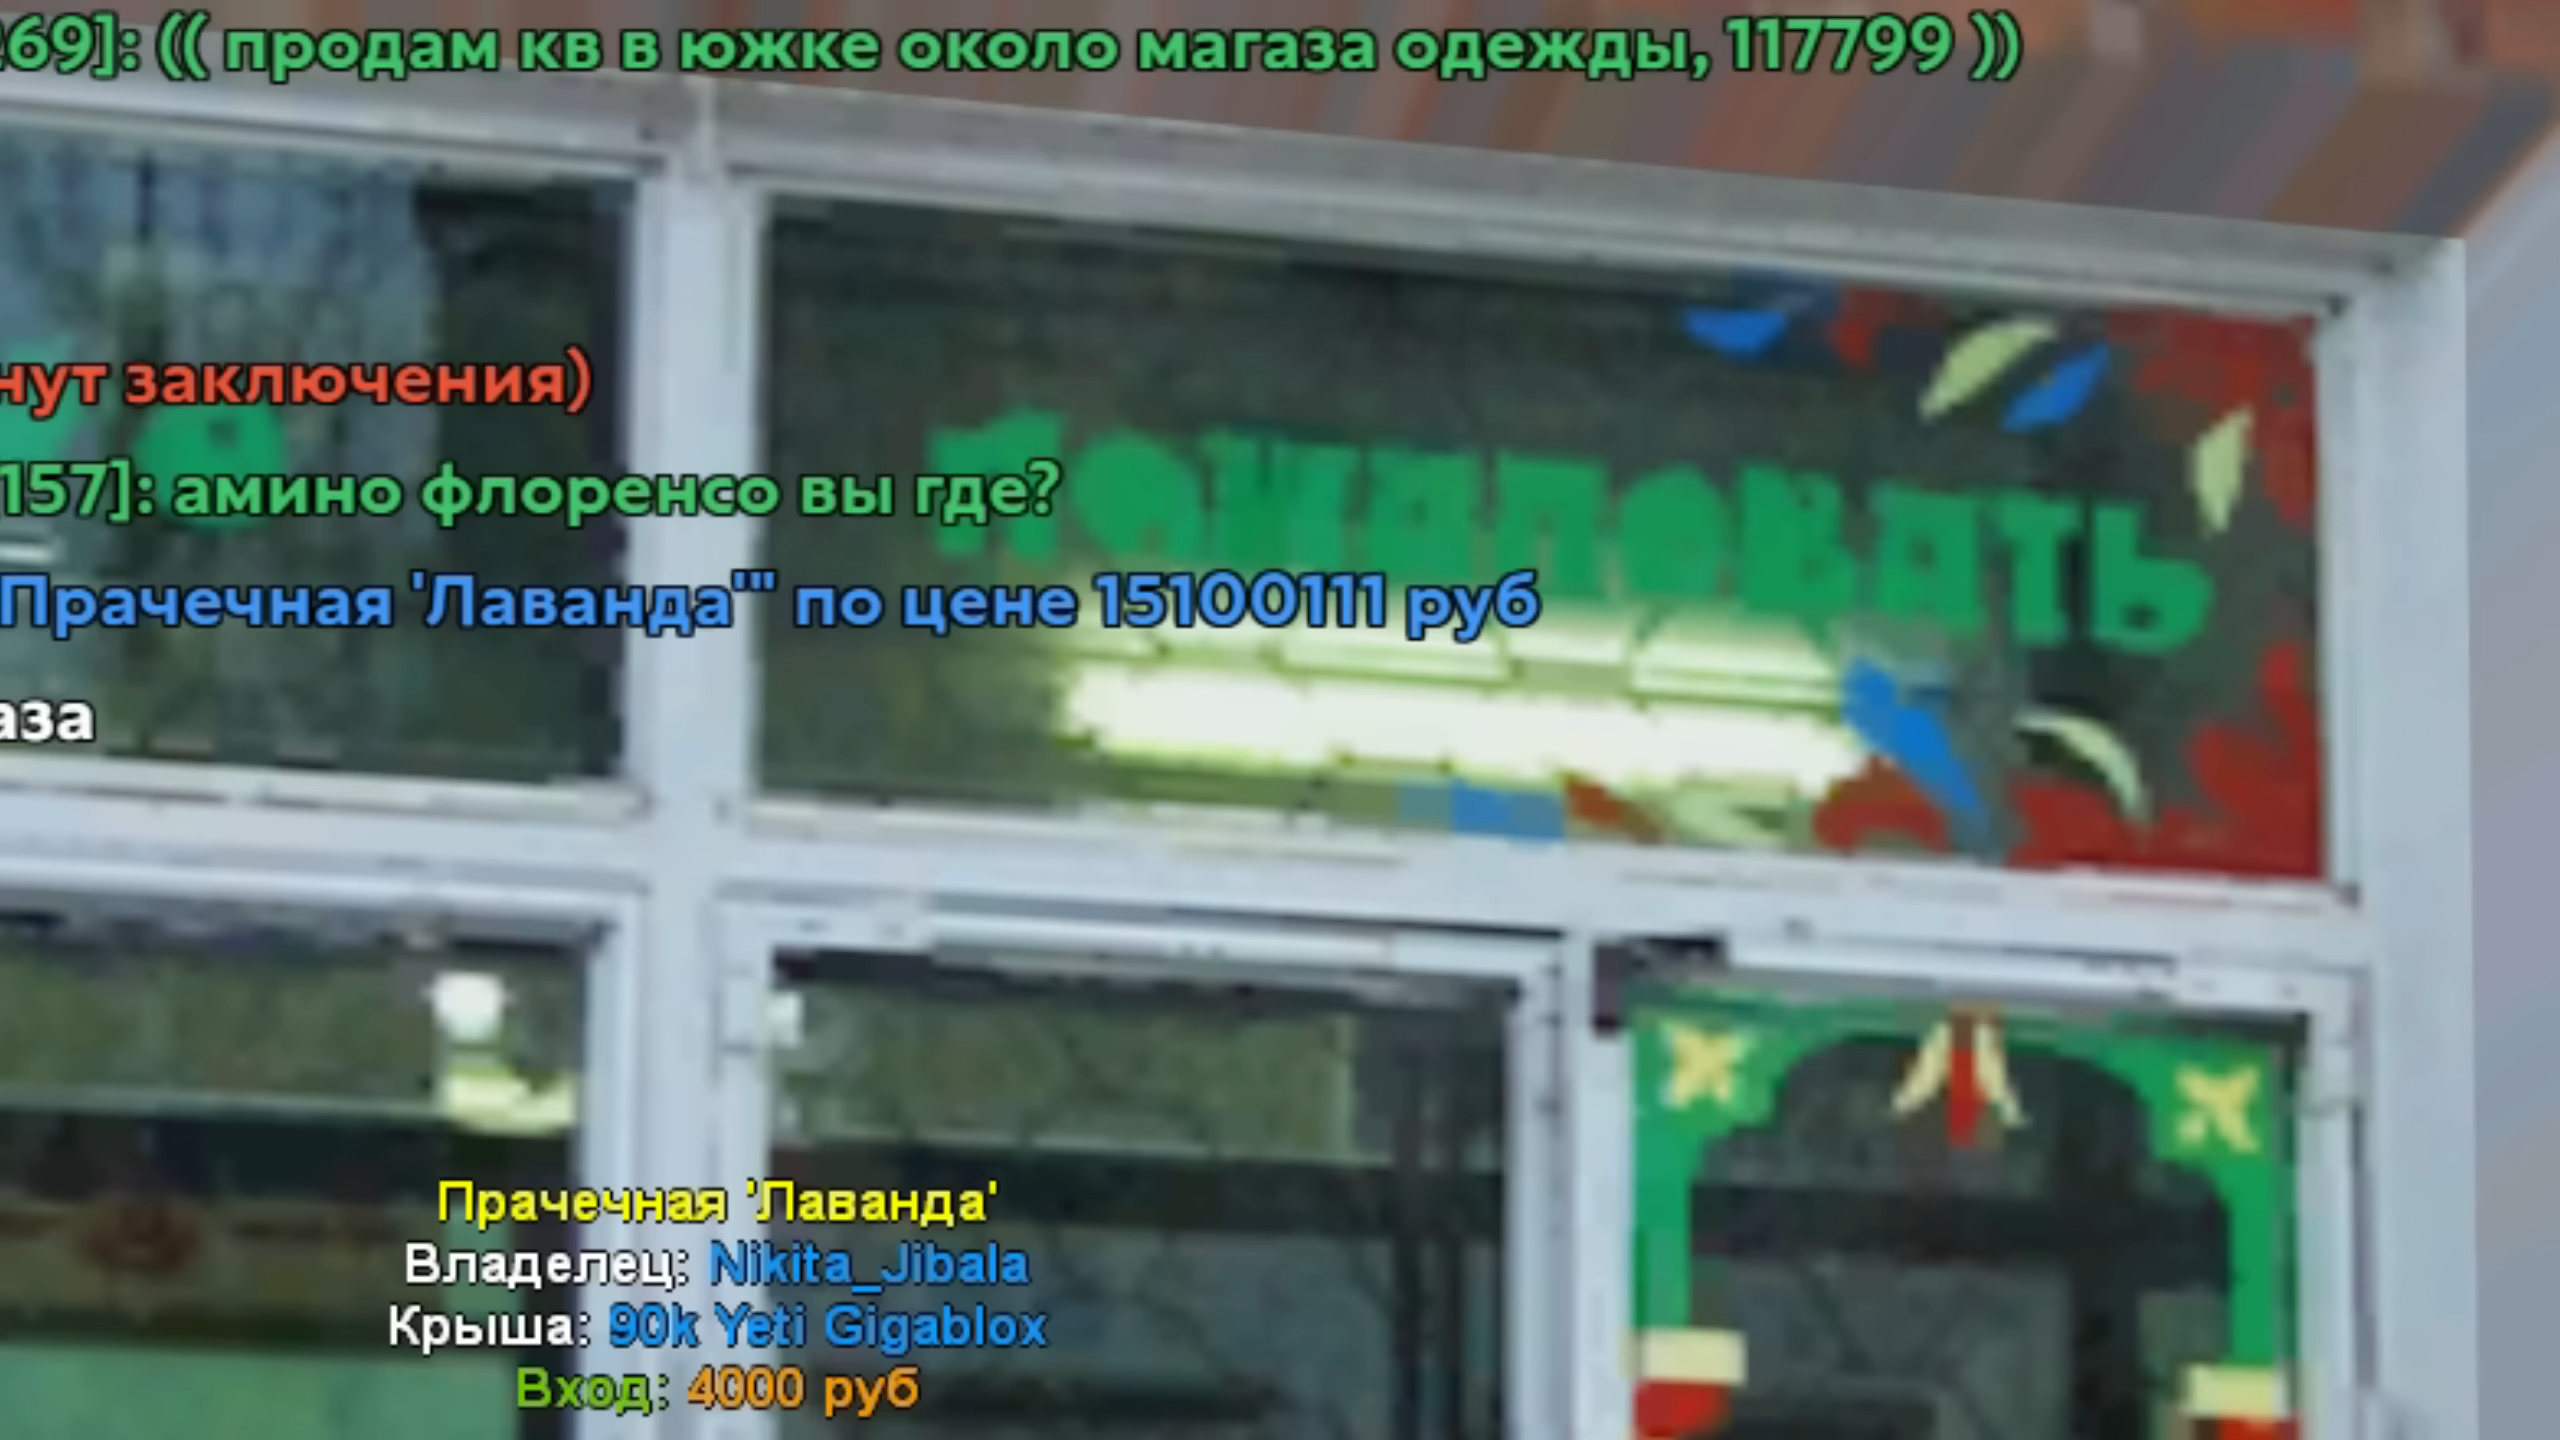 269]: (( продам кв в южке около магаза одежды, 117799 ))
нут заключения)
ПОЖАЛОВАТЬ
157]: амино флоренсо вы где?
Прачечная 'Лаванда'" по цене 15100111 руб
аза
Прачечная 'Лаванда'
Владелец: Nikita_Jibala
Крыша: 90k Yeti Gigablox
Вход: 4000 руб